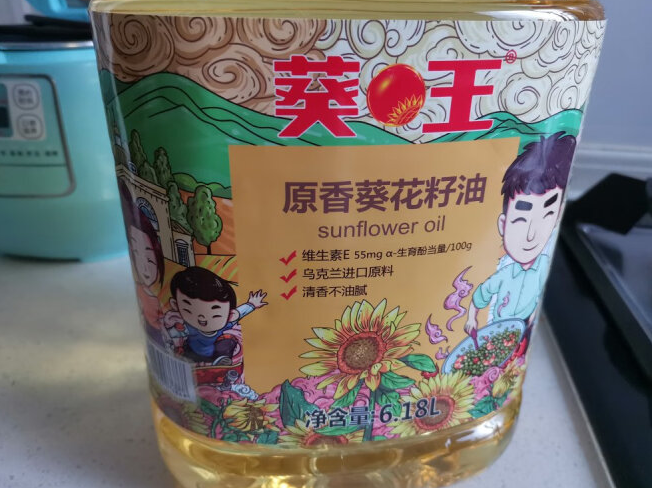 葵王®
原香葵花籽油
sunflower oil
维生素E 55mg α-生育酚当量/100g
乌克兰进口原料
清香不油腻
净含量:6.18L